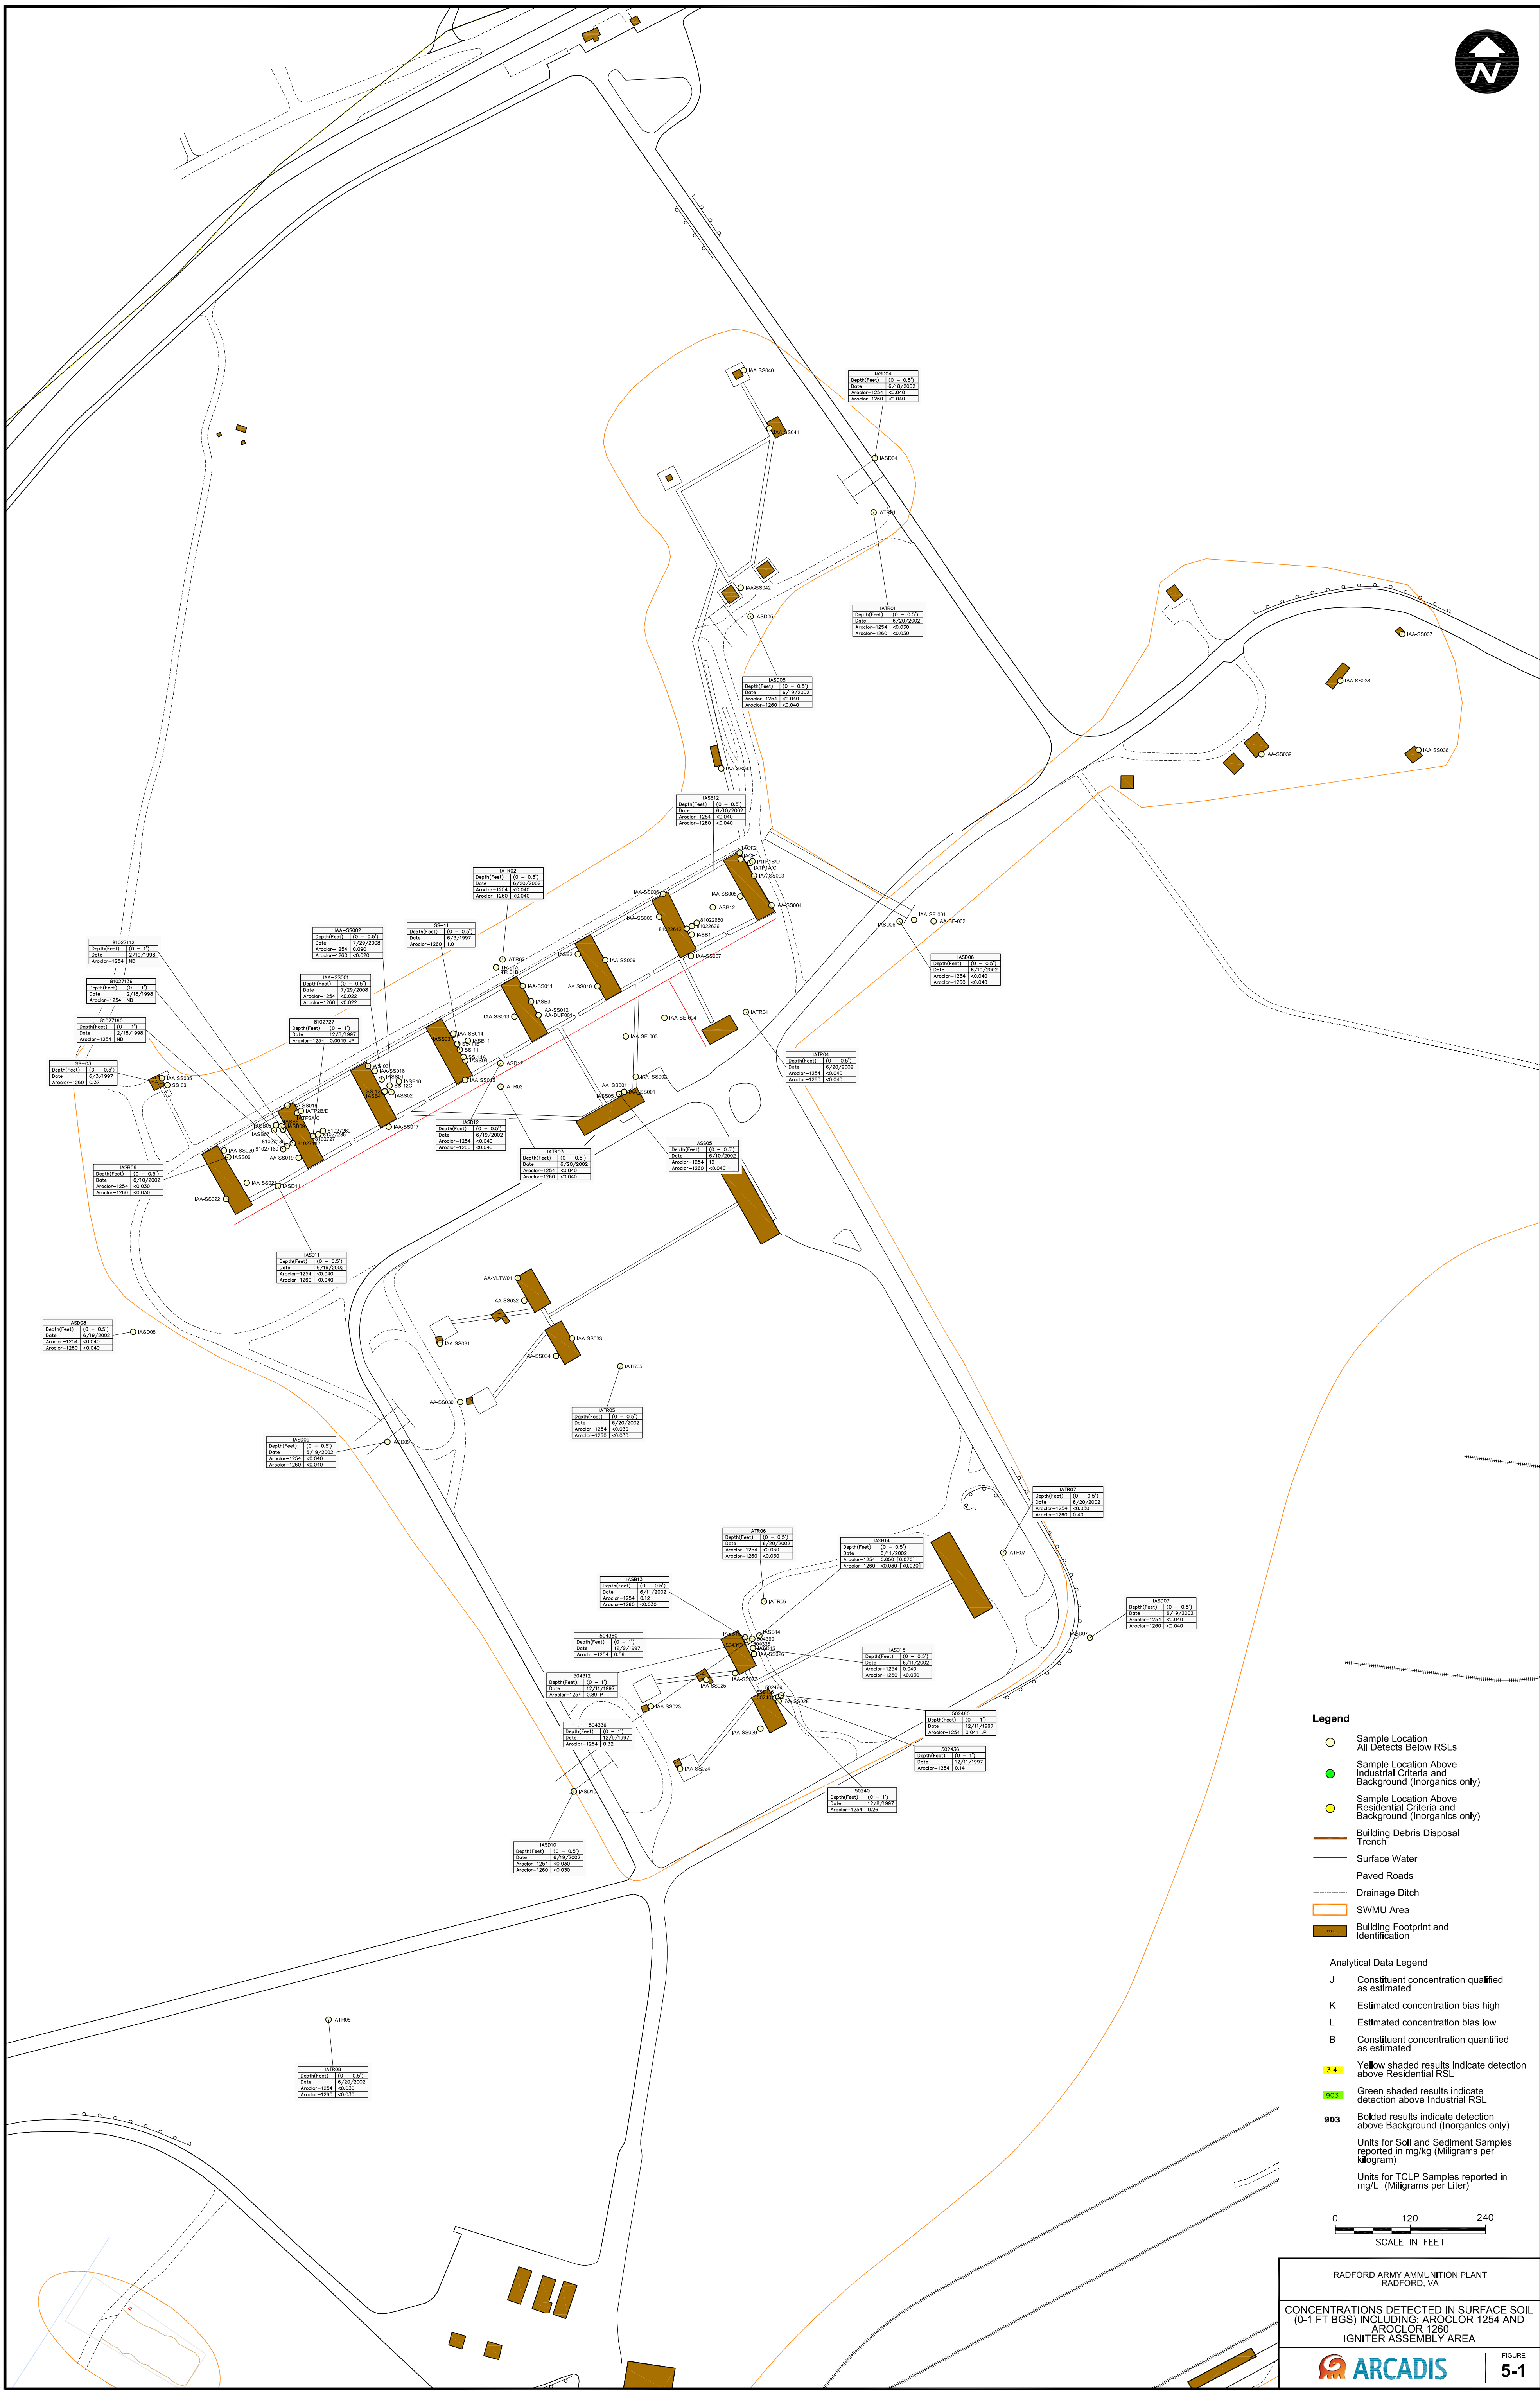 N
IAA-SS040
IASD04
Depth(Feet) (0 - 0.5')
Date 6/18/2002
Aroclor-1254 <0.040
Aroclor-1260 <0.040
IAA-SS041
IASD04
IATR01
IAA-SS042
IATR01
Depth(Feet) (0 - 0.5')
Date 6/20/2002
Aroclor-1254 <0.030
Aroclor-1260 <0.030
IASD05
IAA-SS037
IASD05
Depth(Feet) (0 - 0.5')
Date 6/19/2002
Aroclor-1254 <0.040
Aroclor-1260 <0.040
IAA-SS038
IAA-SS036
IAA-SS039
IAA-SS043
IASB12
Depth(Feet) (0 - 0.5')
Date 6/10/2002
Aroclor-1254 <0.040
Aroclor-1260 <0.040
IATP1B/D
IATP1A/C
IAA-SS003
IAA-SS004
IASB12
81022660
81022636
81022612
IASB1
IAA-SS008
IAA-SS007
IASD06
IAA-SE-001
IAA-SE-002
IASD06
Depth(Feet) (0 - 0.5')
Date 6/19/2002
Aroclor-1254 <0.040
Aroclor-1260 <0.040
IATR02
Depth(Feet) (0 - 0.5')
Date 6/20/2002
Aroclor-1254 <0.040
Aroclor-1260 <0.040
SS-11
Depth(Feet) (0 - 0.5')
Date 6/3/1997
Aroclor-1260 1.0
IAA-SS002
Depth(Feet) (0 - 0.5')
Date 7/29/2008
Aroclor-1254 0.090
Aroclor-1260 <0.020
81027112
Depth(Feet) (0 - 1')
Date 2/19/1998
Aroclor-1254 ND
IAA-SS001
Depth(Feet) (0 - 0.5')
Date 7/29/2008
Aroclor-1254 <0.022
Aroclor-1260 <0.022
81027136
Depth(Feet) (0 - 1')
Date 2/18/1998
Aroclor-1254 ND
8102727
Depth(Feet) (0 - 1')
Date 12/8/1997
Aroclor-1254 0.0049 JP
81027160
Depth(Feet) (0 - 1')
Date 2/18/1998
Aroclor-1254 ND
SS-03
Depth(Feet) (0 - 0.5')
Date 6/3/1997
Aroclor-1260 0.37
IATR02
TR-01A
TR-01B
IASB2
IAA-SS009
IAA-SS010
IAA-SS011
IASB3
IAA-SS012
IAA-DUP001
IAA-SS013
IAA-SS014
IASB11
SS-11
SS-11A
IASS04
IAA-SS015
IASD12
IATR03
IAA-SE-004
IAA-SE-003
IATR04
IATR04
Depth(Feet) (0 - 0.5')
Date 6/20/2002
Aroclor-1254 <0.040
Aroclor-1260 <0.040
IASS05
IAA-SS035
SS-03
IASB10
SS-12C
IASS02
IAA-SS017
IATP2B/D
81027260
81027236
IAA-SS019
IAA-SS020
IASB06
IAA-SS021
IASD11
IAA-SS022
IASD12
Depth(Feet) (0 - 0.5')
Date 6/19/2002
Aroclor-1254 <0.040
Aroclor-1260 <0.040
IATR03
Depth(Feet) (0 - 0.5')
Date 6/20/2002
Aroclor-1254 <0.040
Aroclor-1260 <0.040
IASS05
Depth(Feet) (0 - 0.5')
Date 6/10/2002
Aroclor-1254 12
Aroclor-1260 <0.040
IASB06
Depth(Feet) (0 - 0.5')
Date 6/10/2002
Aroclor-1254 <0.030
Aroclor-1260 <0.030
IASD11
Depth(Feet) (0 - 0.5')
Date 6/19/2002
Aroclor-1254 <0.040
Aroclor-1260 <0.040
IAA-VLTW01
IAA-SS032
IAA-SS031
IAA-SS033
IAA-SS034
IAA-SS030
IATR05
IASD08
Depth(Feet) (0 - 0.5')
Date 6/19/2002
Aroclor-1254 <0.040
Aroclor-1260 <0.040
IASD08
IATR05
Depth(Feet) (0 - 0.5')
Date 6/20/2002
Aroclor-1254 <0.030
Aroclor-1260 <0.030
IASD09
Depth(Feet) (0 - 0.5')
Date 6/19/2002
Aroclor-1254 <0.040
Aroclor-1260 <0.040
IASD09
IATR07
Depth(Feet) (0 - 0.5')
Date 6/20/2002
Aroclor-1254 <0.030
Aroclor-1260 0.40
IATR07
IATR06
Depth(Feet) (0 - 0.5')
Date 6/20/2002
Aroclor-1254 <0.030
Aroclor-1260 <0.030
IASB14
Depth(Feet) (0 - 0.5')
Date 6/11/2002
Aroclor-1254 0.050 [0.070]
Aroclor-1260 <0.030 [<0.030]
IASB13
Depth(Feet) (0 - 0.5')
Date 6/11/2002
Aroclor-1254 0.12
Aroclor-1260 <0.030
IATR06
IASD07
Depth(Feet) (0 - 0.5')
Date 6/19/2002
Aroclor-1254 <0.040
Aroclor-1260 <0.040
IASD07
504360
Depth(Feet) (0 - 1')
Date 12/9/1997
Aroclor-1254 0.56
IASB14
IASB15
IAA-SS026
IASB15
Depth(Feet) (0 - 0.5')
Date 6/11/2002
Aroclor-1254 0.040
Aroclor-1260 <0.030
504312
Depth(Feet) (0 - 1')
Date 12/11/1997
Aroclor-1254 0.89 P
IAA-SS027
IAA-SS025
IAA-SS023
IAA-SS028
IAA-SS029
IAA-SS024
504336
Depth(Feet) (0 - 1')
Date 12/9/1997
Aroclor-1254 0.32
502460
Depth(Feet) (0 - 1')
Date 12/11/1997
Aroclor-1254 0.041 JP
502436
Depth(Feet) (0 - 1')
Date 12/11/1997
Aroclor-1254 0.14
50240
Depth(Feet) (0 - 1')
Date 12/8/1997
Aroclor-1254 0.26
IASD10
IASD10
Depth(Feet) (0 - 0.5')
Date 6/19/2002
Aroclor-1254 <0.030
Aroclor-1260 <0.030
IATR08
IATR08
Depth(Feet) (0 - 0.5')
Date 6/20/2002
Aroclor-1254 <0.030
Aroclor-1260 <0.030
Legend
Sample Location
All Detects Below RSLs
Sample Location Above
Industrial Criteria and
Background (Inorganics only)
Sample Location Above
Residential Criteria and
Background (Inorganics only)
Building Debris Disposal
Trench
Surface Water
Paved Roads
Drainage Ditch
SWMU Area
Building Footprint and
Identification
Analytical Data Legend
J Constituent concentration qualified
as estimated
K Estimated concentration bias high
L Estimated concentration bias low
B Constituent concentration quantified
as estimated
3.4 Yellow shaded results indicate detection
above Residential RSL
903 Green shaded results indicate
detection above Industrial RSL
903 Bolded results indicate detection
above Background (Inorganics only)
Units for Soil and Sediment Samples
reported in mg/kg (Miligrams per
kilogram)
Units for TCLP Samples reported in
mg/L (Miligrams per Liter)
0 120 240
SCALE IN FEET
RADFORD ARMY AMMUNITION PLANT
RADFORD, VA
CONCENTRATIONS DETECTED IN SURFACE SOIL
(0-1 FT BGS) INCLUDING: AROCLOR 1254 AND
AROCLOR 1260
IGNITER ASSEMBLY AREA
ARCADIS
FIGURE
5-1